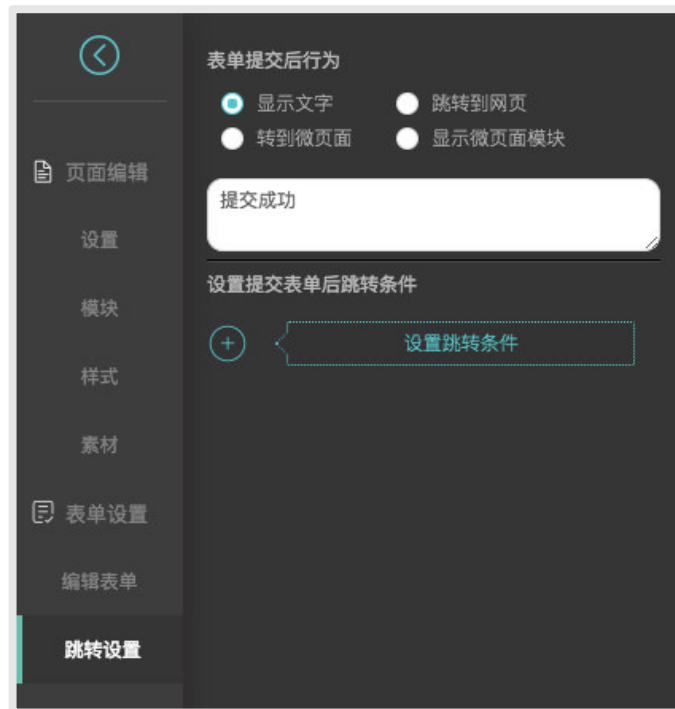 表单提交后行为
显示文字 跳转到网页
转到微页面 显示微页面模块
提交成功
设置提交表单后跳转条件
设置跳转条件
页面编辑
设置
模块
样式
素材
表单设置
编辑表单
跳转设置